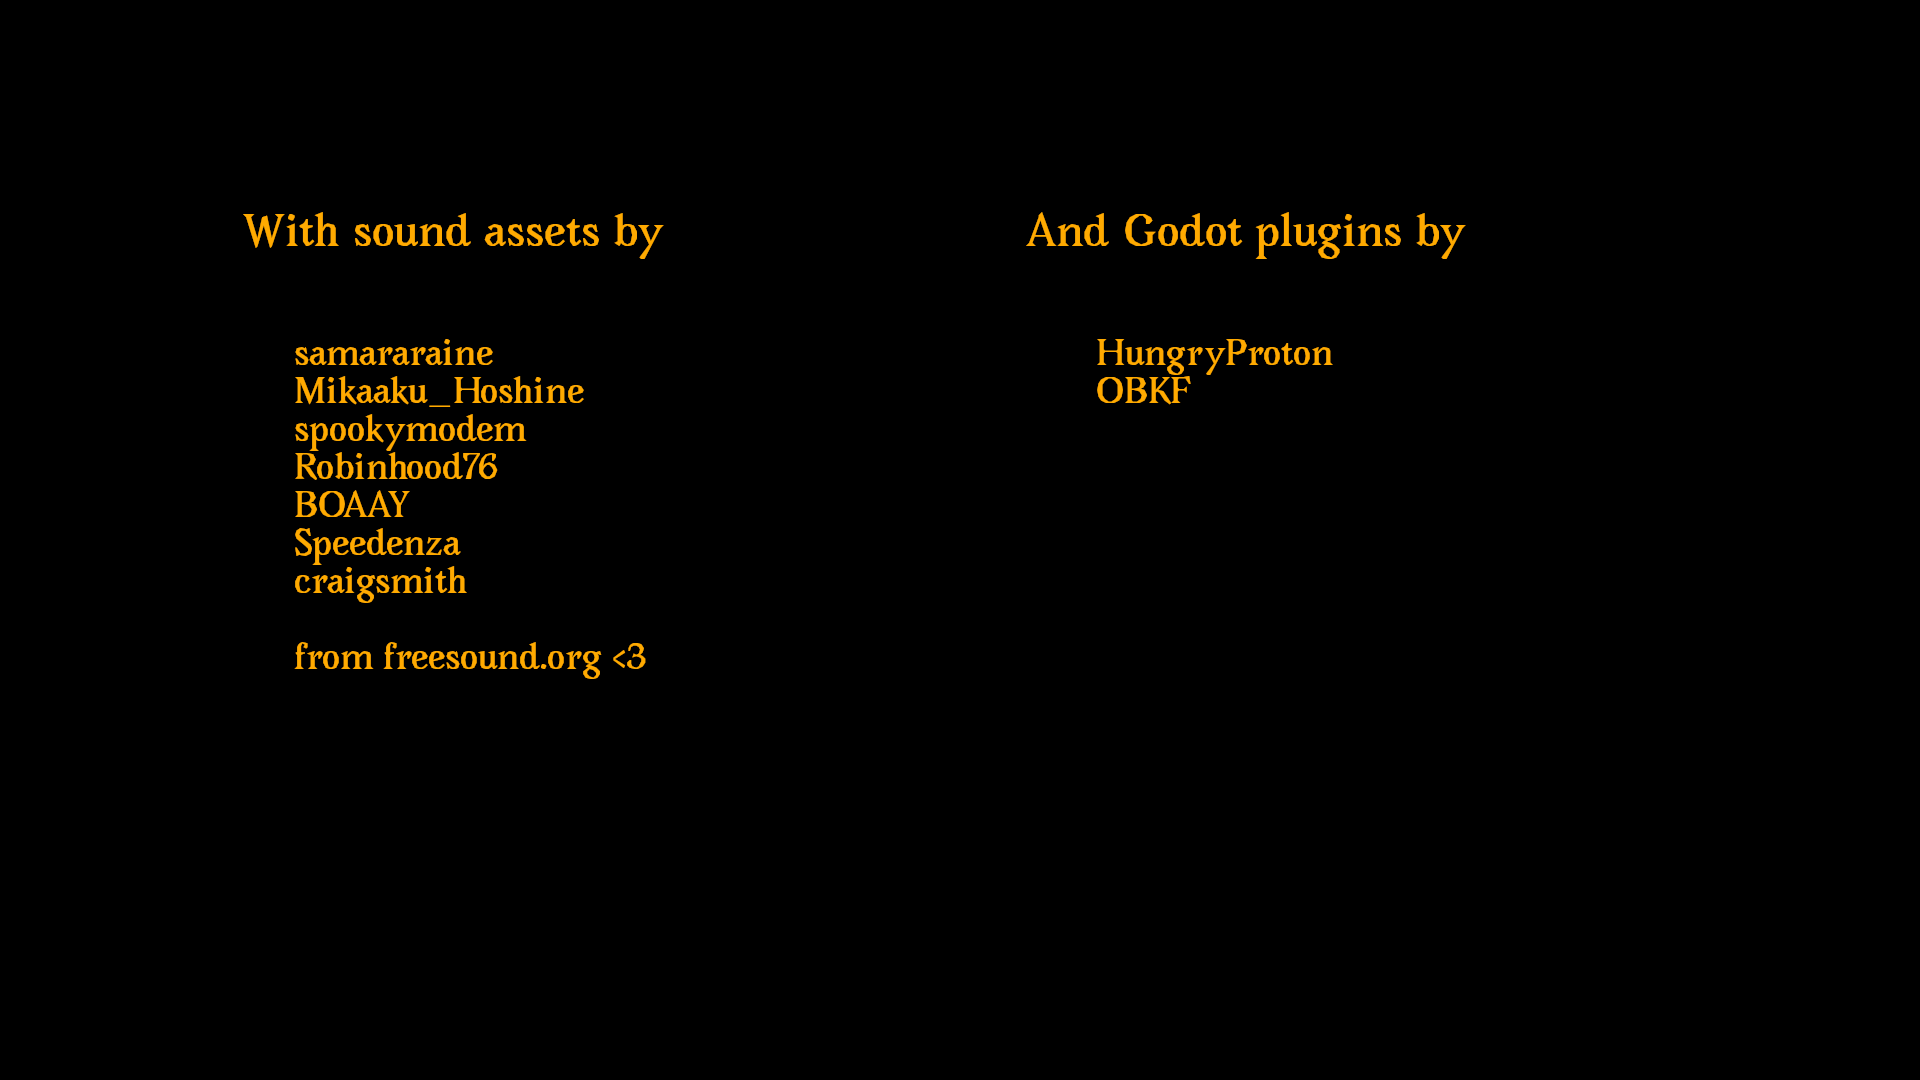 With sound assets by
samararaine
Mikaaku_Hoshine
spookymodem
Robinhood76
BOAAY
Speedenza
craigsmith
from freesound.org <3
And Godot plugins by
HungryProton
OBKF